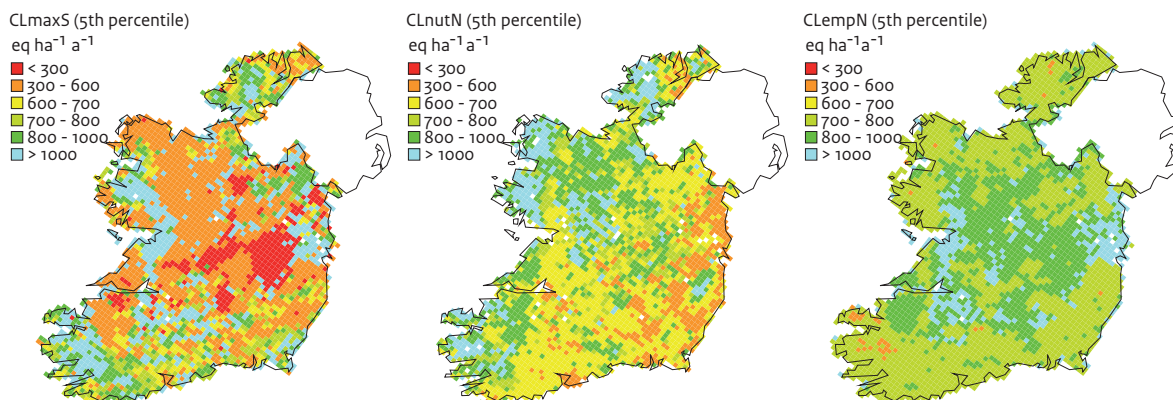 CLmaxS (5th percentile)
eq ha⁻¹ a⁻¹
< 300
300 - 600
600 - 700
700 - 800
800 - 1000
> 1000
CLnutN (5th percentile)
eq ha⁻¹ a⁻¹
< 300
300 - 600
600 - 700
700 - 800
800 - 1000
> 1000
CLempN (5th percentile)
eq ha⁻¹a⁻¹
< 300
300 - 600
600 - 700
700 - 800
800 - 1000
> 1000